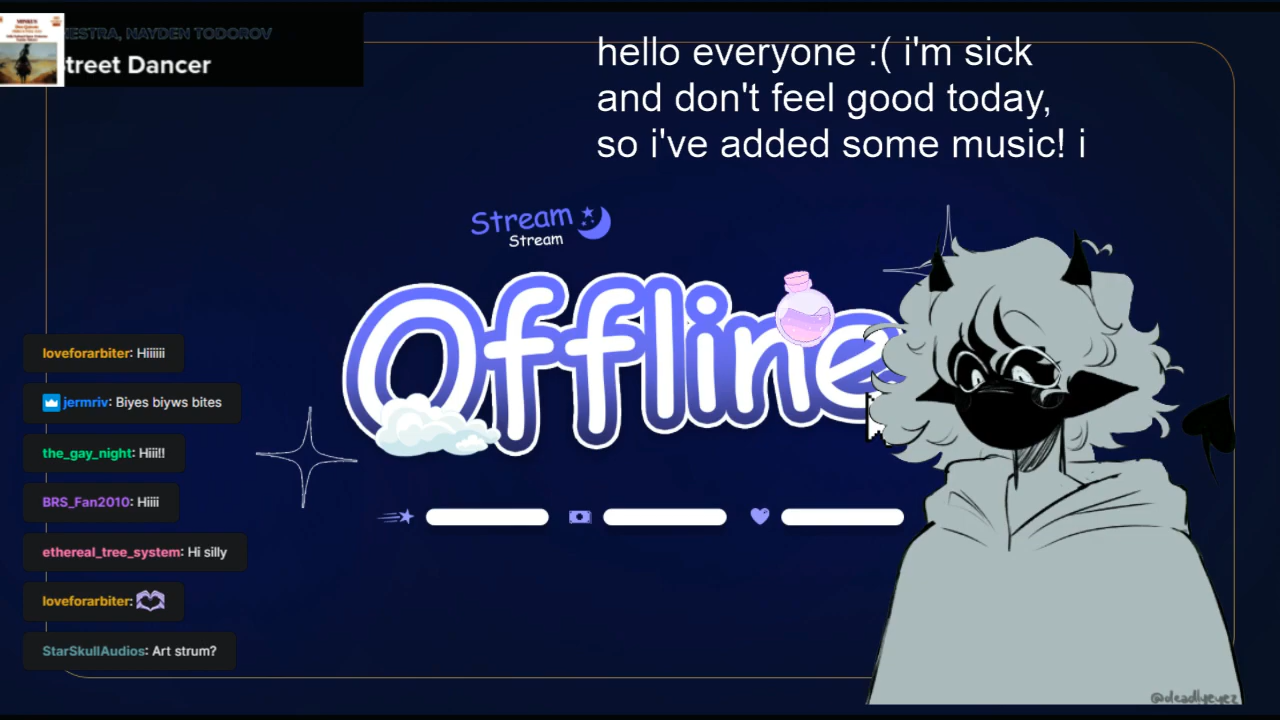 ESTRA, NAYDEN TODOROV
treet Dancer
hello everyone :( i'm sick
and don't feel good today,
so i've added some music! i
Stream
Stream
Offline
loveforarbiter: Hiiiiii
jermriv: Biyes biyws bites
the_gay_night: Hiii!!
BRS_Fan2010: Hiiii
ethereal_tree_system: Hi silly
loveforarbiter:
StarSkullAudios: Art strum?
@deadlyeyez